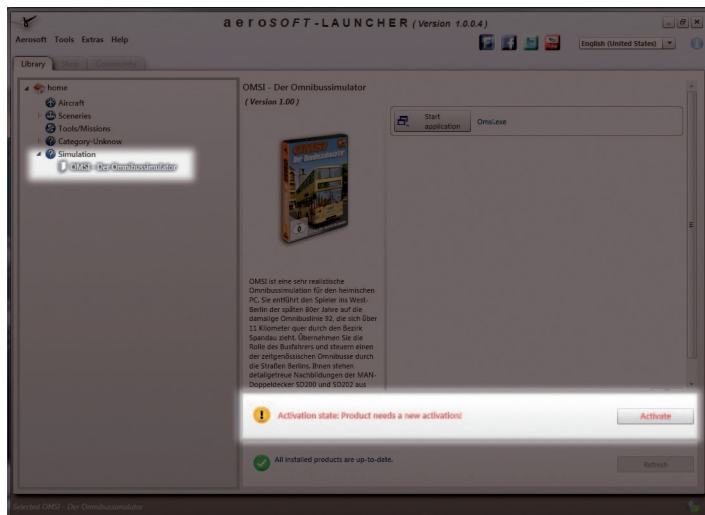 aerosOFT-LAUNCHER (Version 1.0.0.4)
Aerosoft Tools Extras Help
English (United States)
Library Shop Community
home
Aircraft
Sceneries
Tools/Missions
Category-Unknow
Simulation
OMSI - Der Omnibussimulator
OMSI - Der Omnibussimulator
( Version 1.00 )
Start
application
Omsi.exe
OMSI
Der Omnibussimulator
OMSI ist eine sehr realistische
Omnibussimulation für den heimischen
PC. Sie entführt den Spieler ins West-
Berlin der späten 80er Jahre auf die
damalige Omnibuslinie 92, die sich über
11 Kilometer quer durch den Bezirk
Spandau zieht. Übernehmen Sie die
Rolle des Busfahrers und steuern einen
der zeitgenössischen Omnibusse durch
die Straßen Berlins. Ihnen stehen
detailgetreue Nachbildungen der MAN-
Doppeldecker SD200 und SD202 aus
Activation state: Product needs a new activation!
Activate
All installed products are up-to-date.
Refresh
Selected OMSI - Der Omnibussimulator